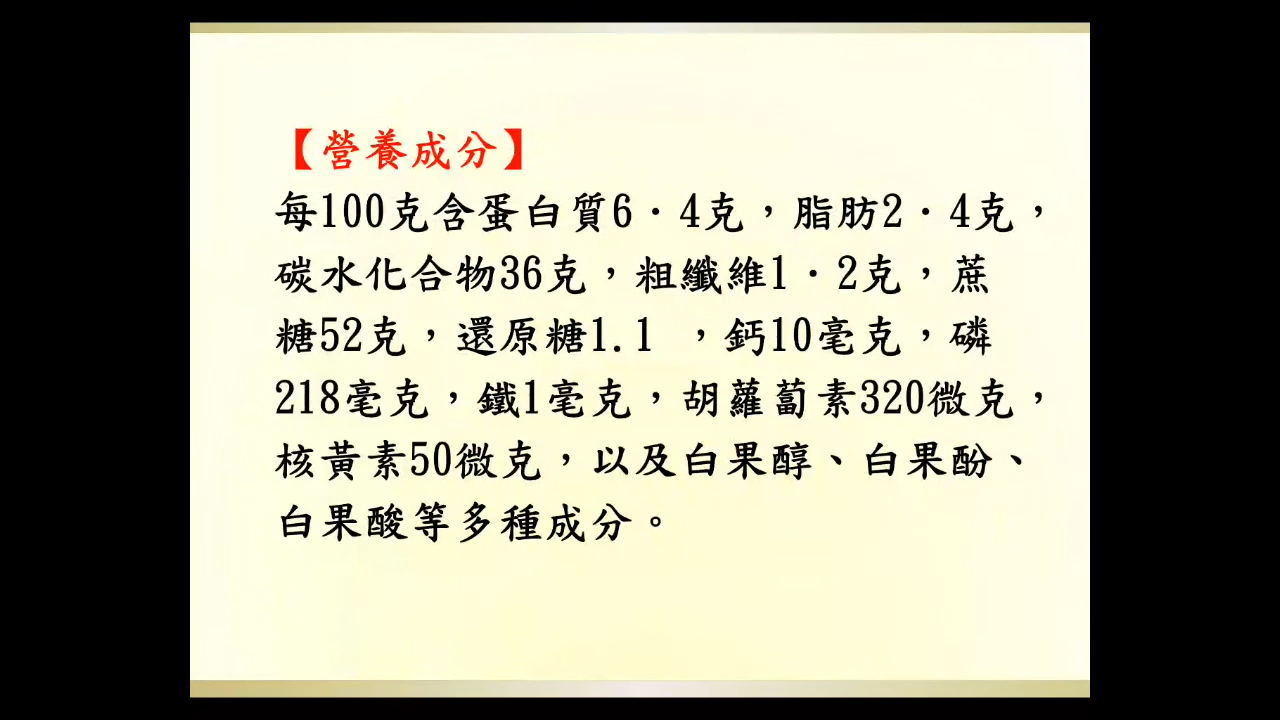 【營養成分】
每100克含蛋白質6．4克，脂肪2．4克，
碳水化合物36克，粗纖維1．2克，蔗
糖52克，還原糖1.1 ，鈣10毫克，磷
218毫克，鐵1毫克，胡蘿蔔素320微克，
核黃素50微克，以及白果醇、白果酚、
白果酸等多種成分。